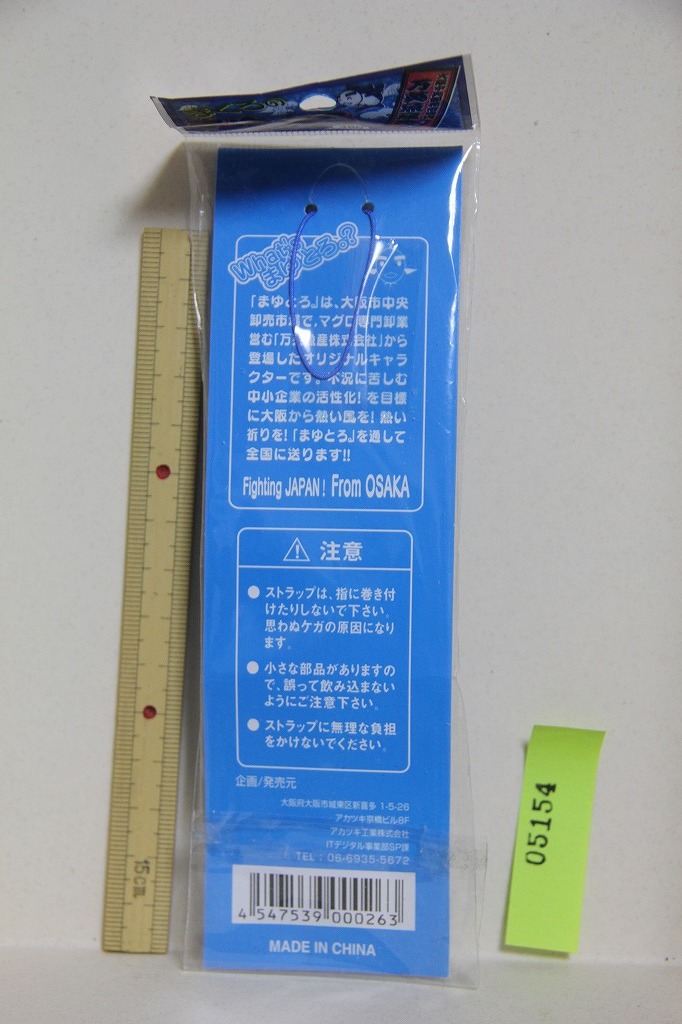 What's
まゆとろ。?
「まゆとろ」は、大阪市中央
卸売市場で、マグロ専門卸業
営む「万 魚産株式会社」から
登場したオリジナルキャラ
クターです。不況に苦しむ
中小企業の活性化!を目標
に大阪から熱い風を!熱い
祈りを!「まゆとろ」を通して
全国に送ります!!
Fighting JAPAN! From OSAKA
注意
● ストラップは、指に巻き付
けたりしないで下さい。
思わぬケガの原因になり
ます。
● 小さな部品がありますの
で、誤って飲み込まない
ようにご注意下さい。
● ストラップに無理な負担
をかけないでください。
企画/発売元
大阪府大阪市城東区新喜多 1-5-26
アカツキ京橋ビル8F
アカツキ工業株式会社
ITデジタル事業部SP課
TEL：06-6935-5672
4 547539 000263
MADE IN CHINA
15cm
05154